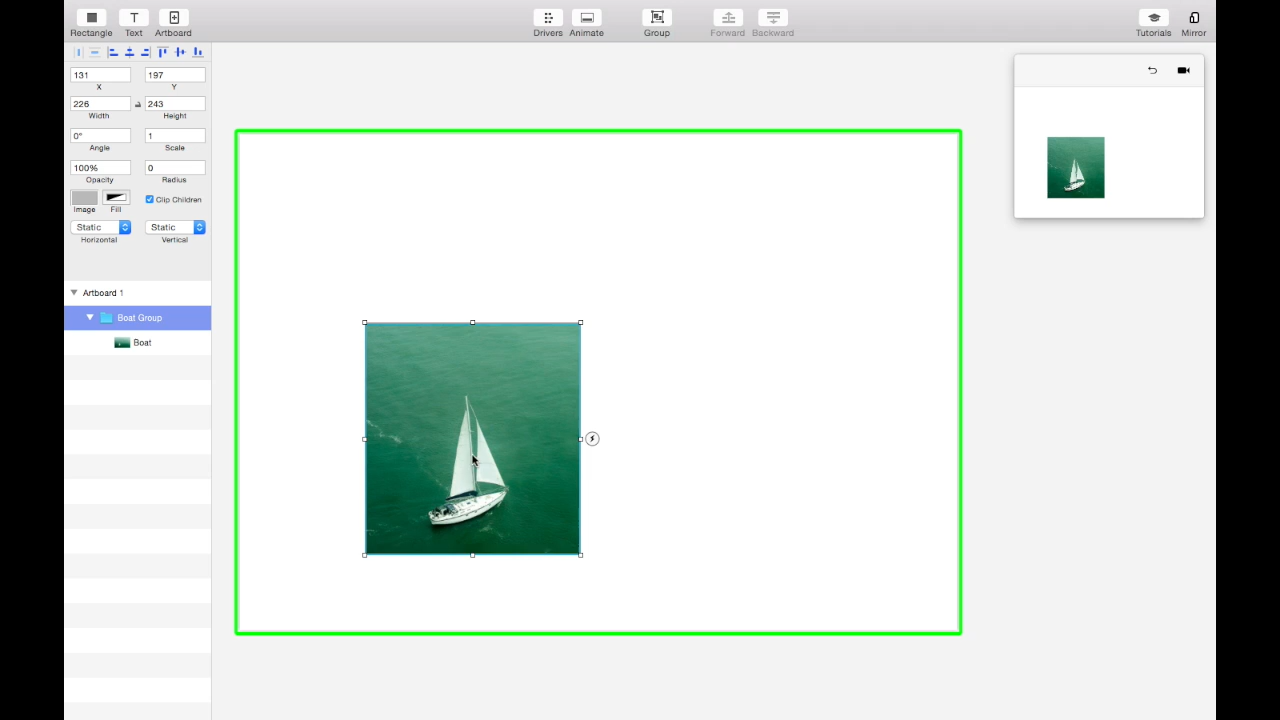 Rectangle Text Artboard Drivers Animate Group Forward Backward Tutorials Mirror
131 197
X Y
226 243
Width Height
0° 1
Angle Scale
100% 0
Opacity Radius
Image Fill Clip Children
Static Static
Horizontal Vertical
Artboard 1
Boat Group
Boat